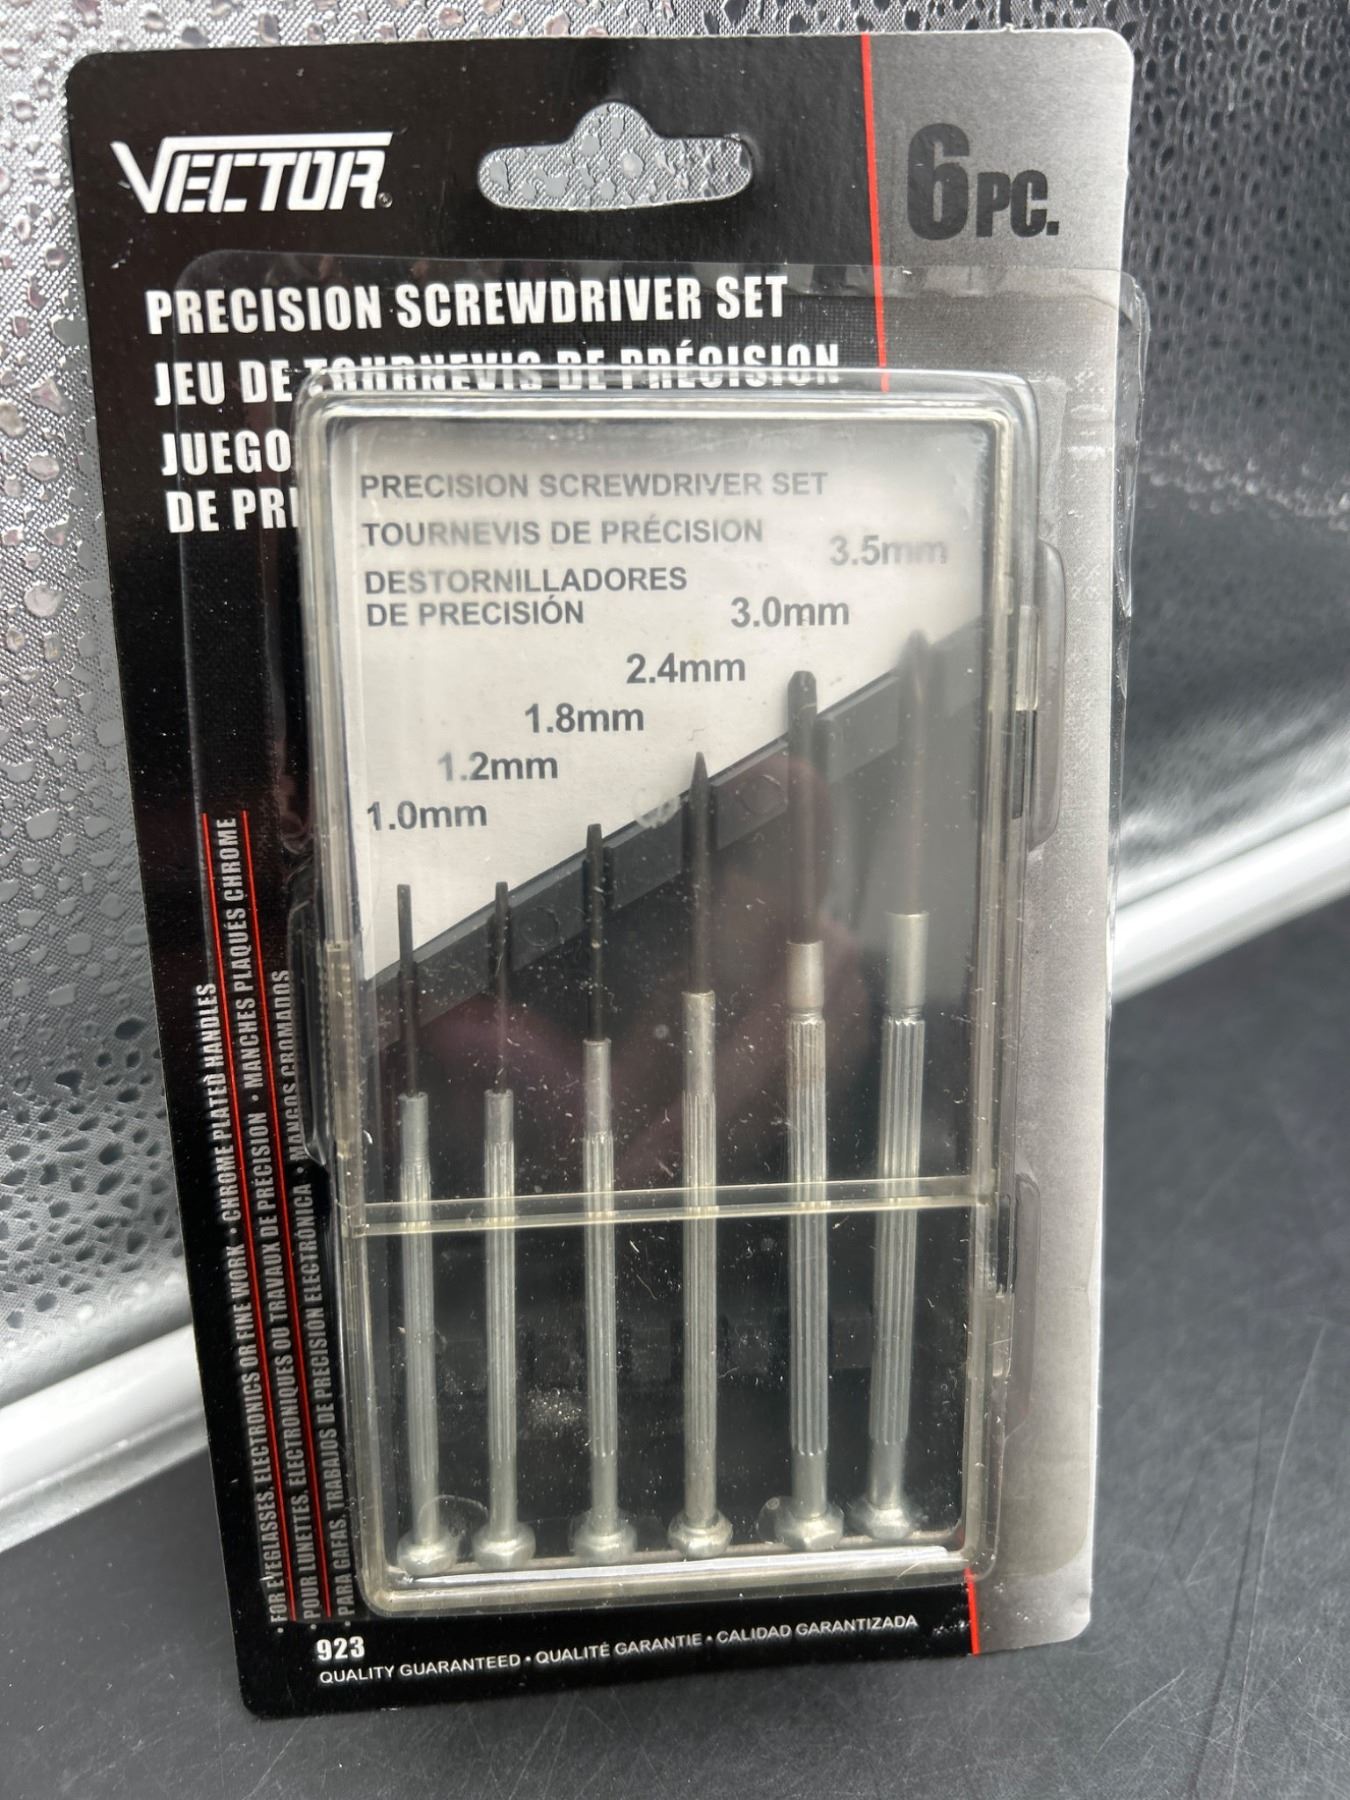 VECTOR
6PC.
PRECISION SCREWDRIVER SET
JEU DE TOURNEVIS DE PRÉCISION
JUEGO
DE PRE
PRECISION SCREWDRIVER SET
TOURNEVIS DE PRÉCISION
DESTORNILLADORES
DE PRECISIÓN
3.5mm
3.0mm
2.4mm
1.8mm
1.2mm
1.0mm
• FOR EYEGLASSES, ELECTRONICS OR FINE WORK • CHROME PLATED HANDLES
• POUR LUNETTES, ÉLECTRONIQUES OU TRAVAUX DE PRÉCISION • MANCHES PLAQUÉS CHROME
• PARA GAFAS, TRABAJOS DE PRECISIÓN ELECTRÓNICA • MANGOS CROMADOS
923
QUALITY GUARANTEED • QUALITÉ GARANTIE • CALIDAD GARANTIZADA